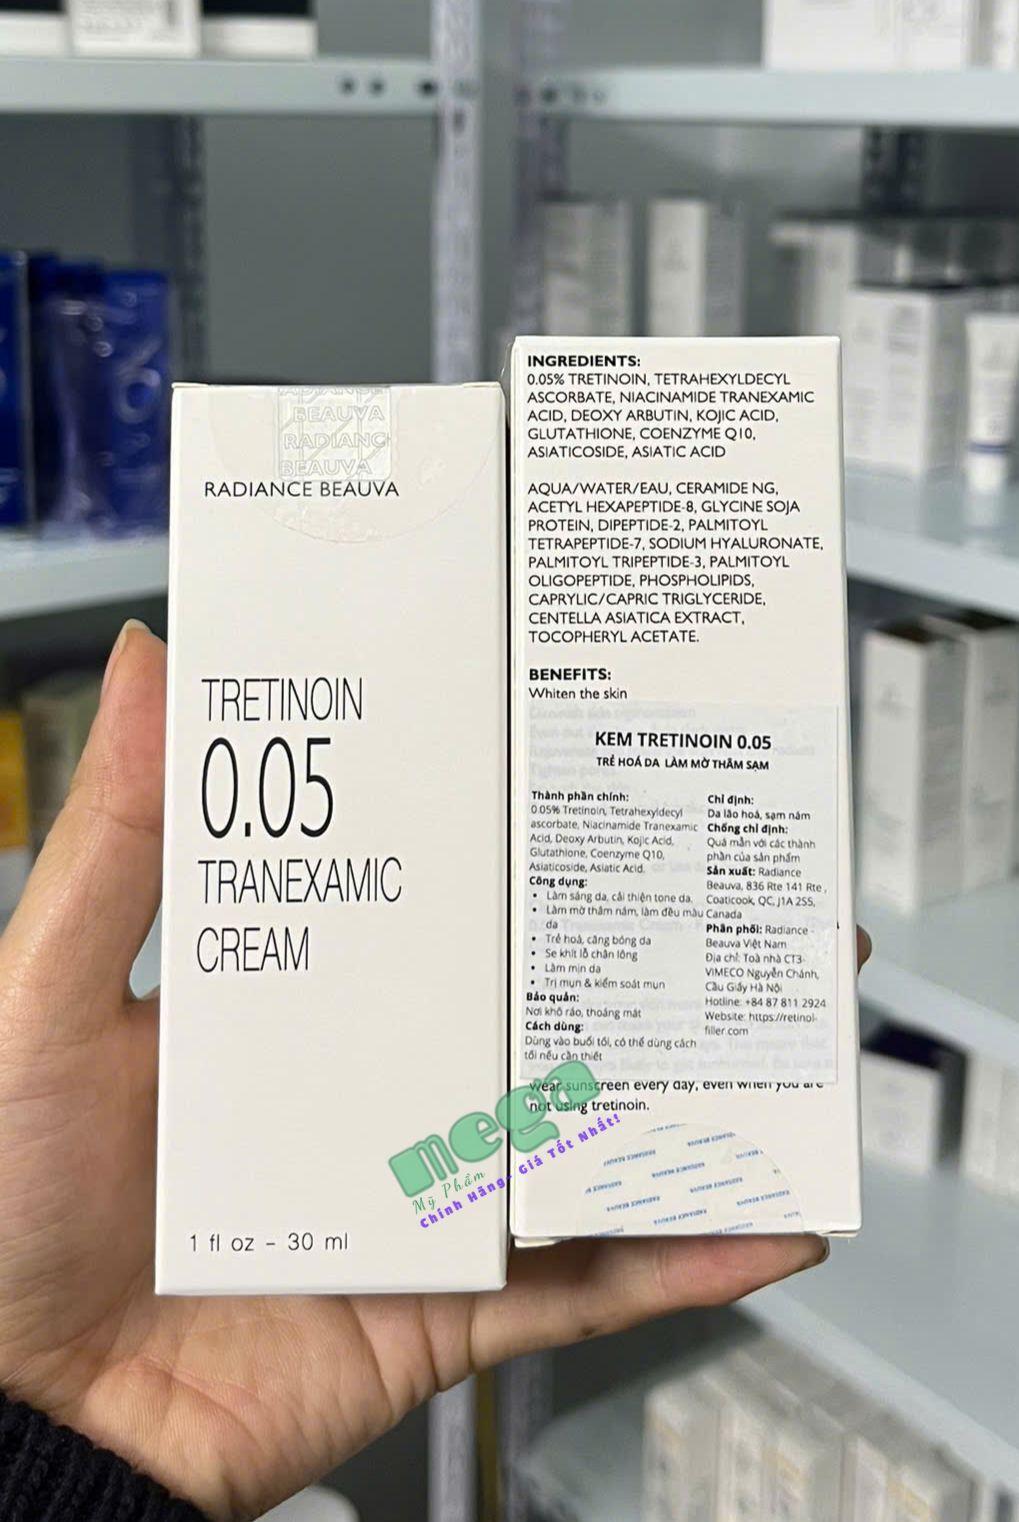 RADIANCE
BEAUVA
RADIANC
BEAUVA
RADIANCE BEAUVA
TRETINOIN
0.05
TRANEXAMIC
CREAM
1 fl oz - 30 ml
INGREDIENTS:
0.05% TRETINOIN, TETRAHEXYLDECYL
ASCORBATE, NIACINAMIDE TRANEXAMIC
ACID, DEOXY ARBUTIN, KOJIC ACID,
GLUTATHIONE, COENZYME Q10,
ASIATICOSIDE, ASIATIC ACID
AQUA/WATER/EAU, CERAMIDE NG,
ACETYL HEXAPEPTIDE-8, GLYCINE SOJA
PROTEIN, DIPEPTIDE-2, PALMITOYL
TETRAPEPTIDE-7, SODIUM HYALURONATE,
PALMITOYL TRIPEPTIDE-3, PALMITOYL
OLIGOPEPTIDE, PHOSPHOLIPIDS,
CAPRYLIC/CAPRIC TRIGLYCERIDE,
CENTELLA ASIATICA EXTRACT,
TOCOPHERYL ACETATE.
BENEFITS:
Whiten the skin
KEM TRETINOIN 0.05
TRẺ HOÁ DA LÀM MỜ THÂM SẠM
Thành phần chính:
0.05% Tretinoin, Tetrahexyldecyl
ascorbate, Niacinamide Tranexamic
Acid, Deoxy Arbutin, Kojic Acid,
Glutathione, Coenzyme Q10,
Asiaticoside, Asiatic Acid.
Công dụng:
• Làm sáng da, cải thiện tone da.
• Làm mờ thâm nám, làm đều màu
da
• Trẻ hoá, căng bóng da
• Se khít lỗ chân lông
• Làm mịn da
• Trị mụn & kiểm soát mụn
Bảo quản:
Nơi khô ráo, thoáng mát
Cách dùng:
Dùng vào buổi tối, có thể dùng cách
tối nếu cần thiết
Chỉ định:
Da lão hoá, sạm nám
Chống chỉ định:
Quá mẫn với các thành
phần của sản phẩm
Sản xuất: Radiance
Beauva, 836 Rte 141 Rte ,
Coaticook, QC, J1A 2S5,
Canada
Phân phối: Radiance
Beauva Việt Nam
Địa chỉ: Toà nhà CT3-
VIMECO Nguyễn Chánh,
Cầu Giấy Hà Nội
Hotline: +84 87 811 2924
Website: https://retinol-
filler.com
wear sunscreen every day, even when you are
not using tretinoin.
mega
Mỹ Phẩm
Chính Hãng- Giá Tốt Nhất!
RADIANCE BEAUVA